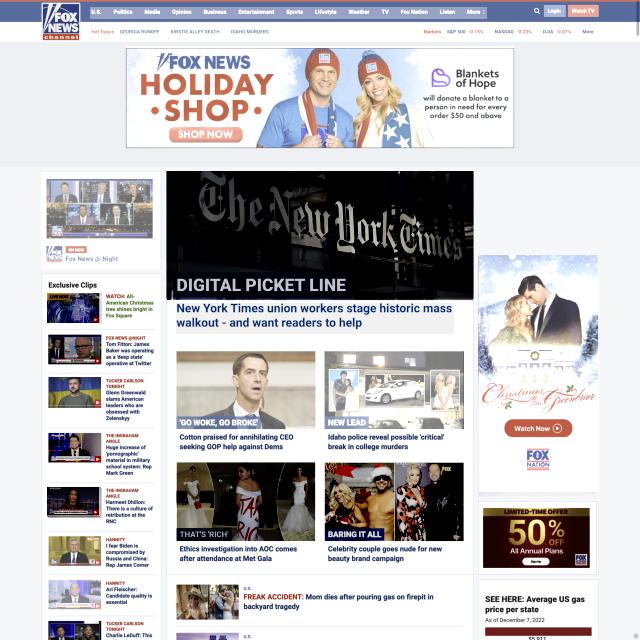 FOX
NEWS
channel
U.S. Politics Media Opinion Business Entertainment Sports Lifestyle Weather TV Fox Nation Listen More
Login Watch TV
Hot Topics GEORGIA RUNOFF KIRSTIE ALLEY DEATH IDAHO MURDERS
Markets S&P 500 -0.15% NASDAQ -0.23% DJIA -0.07% More
FOX NEWS
HOLIDAY
• SHOP •
SHOP NOW
Blankets
of Hope
will donate a blanket to a
person in need for every
order $50 and above
ON NOW
Fox News @ Night
Exclusive Clips
WATCH: All-
American Christmas
tree shines bright in
Fox Square
FOX NEWS @NIGHT
Tom Fitton: James
Baker was operating
as a 'deep state'
operative at Twitter
TUCKER CARLSON
TONIGHT
Glenn Greenwald
slams American
leaders who are
obsessed with
Zelenskyy
THE INGRAHAM
ANGLE
Huge increase of
'pornographic'
material in military
school system: Rep
Mark Green
THE INGRAHAM
ANGLE
Harmeet Dhillon:
There is a culture of
retribution at the
RNC
HANNITY
I fear Biden is
compromised by
Russia and China:
Rep James Comer
HANNITY
Ari Fleischer:
Candidate quality is
essential
TUCKER CARLSON
TONIGHT
Charlie LeDuff: This
The New York Times
DIGITAL PICKET LINE
New York Times union workers stage historic mass
walkout - and want readers to help
'GO WOKE, GO BROKE'
Cotton praised for annihilating CEO
seeking GOP help against Dems
NEW LEAD
Idaho police reveal possible 'critical'
break in college murders
THAT'S 'RICH'
Ethics investigation into AOC comes
after attendance at Met Gala
BARING IT ALL
Celebrity couple goes nude for new
beauty brand campaign
U.S.
FREAK ACCIDENT: Mom dies after pouring gas on firepit in
backyard tragedy
U.S.
Christmas
at The Greenbrier
Watch Now
FOX
NATION
LIMITED-TIME OFFER
50% OFF
All Annual Plans
Sign Up
SEE HERE: Average US gas
price per state
As of December 7, 2022